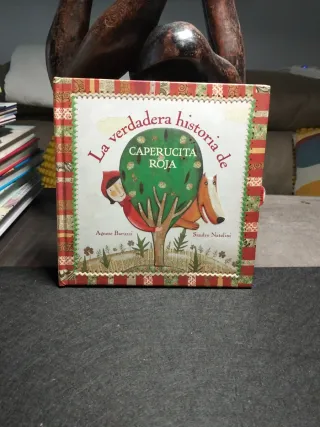 La verdadera historia de
CAPERUCITA
ROJA
Agnese Baruzzi
Sandro Natalini